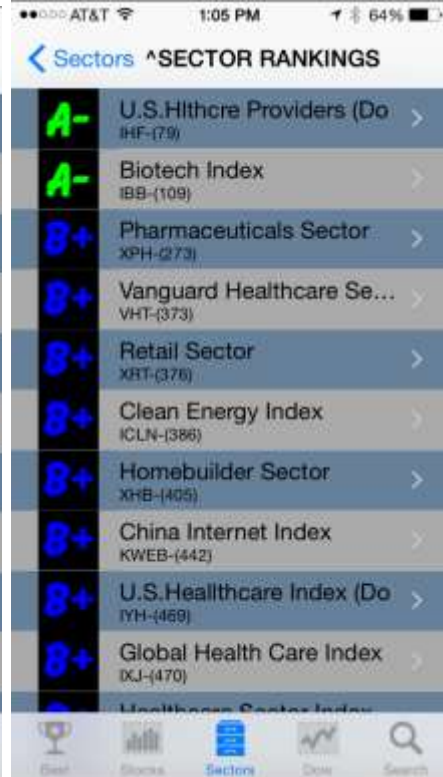 AT&T 1:05 PM 64%
Sectors ^SECTOR RANKINGS
A- U.S.Hlthcre Providers (Do
IHF-(79)
A- Biotech Index
IBB-(109)
B+ Pharmaceuticals Sector
XPH-(273)
B+ Vanguard Healthcare Se...
VHT-(373)
B+ Retail Sector
XRT-(376)
B+ Clean Energy Index
ICLN-(386)
B+ Homebuilder Sector
XHB-(405)
B+ China Internet Index
KWEB-(442)
B+ U.S.Heallthcare Index (Do
IYH-(469)
B+ Global Health Care Index
IXJ-(470)
Healthcare Sector Index
Best Stocks Sectors Dow Search